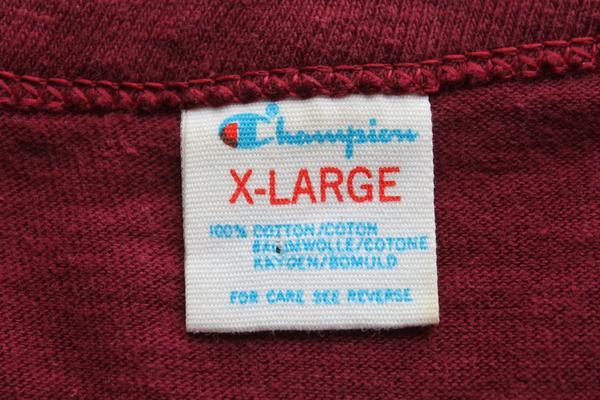 Champion
X-LARGE
100% COTTON/COTON
BAUMWOLLE/COTONE
KATOEN/BOMULD
FOR CARE SEE REVERSE